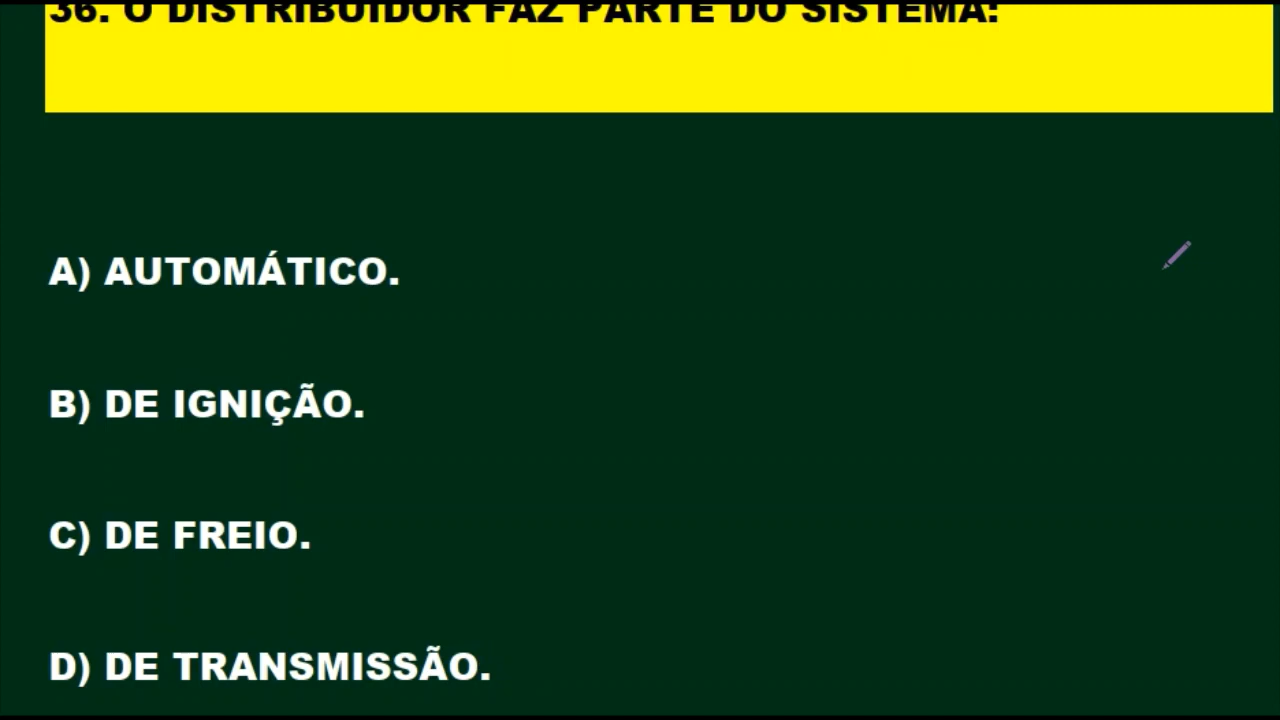 36. O DISTRIBUIDOR FAZ PARTE DO SISTEMA:
A) AUTOMÁTICO.
B) DE IGNIÇÃO.
C) DE FREIO.
D) DE TRANSMISSÃO.